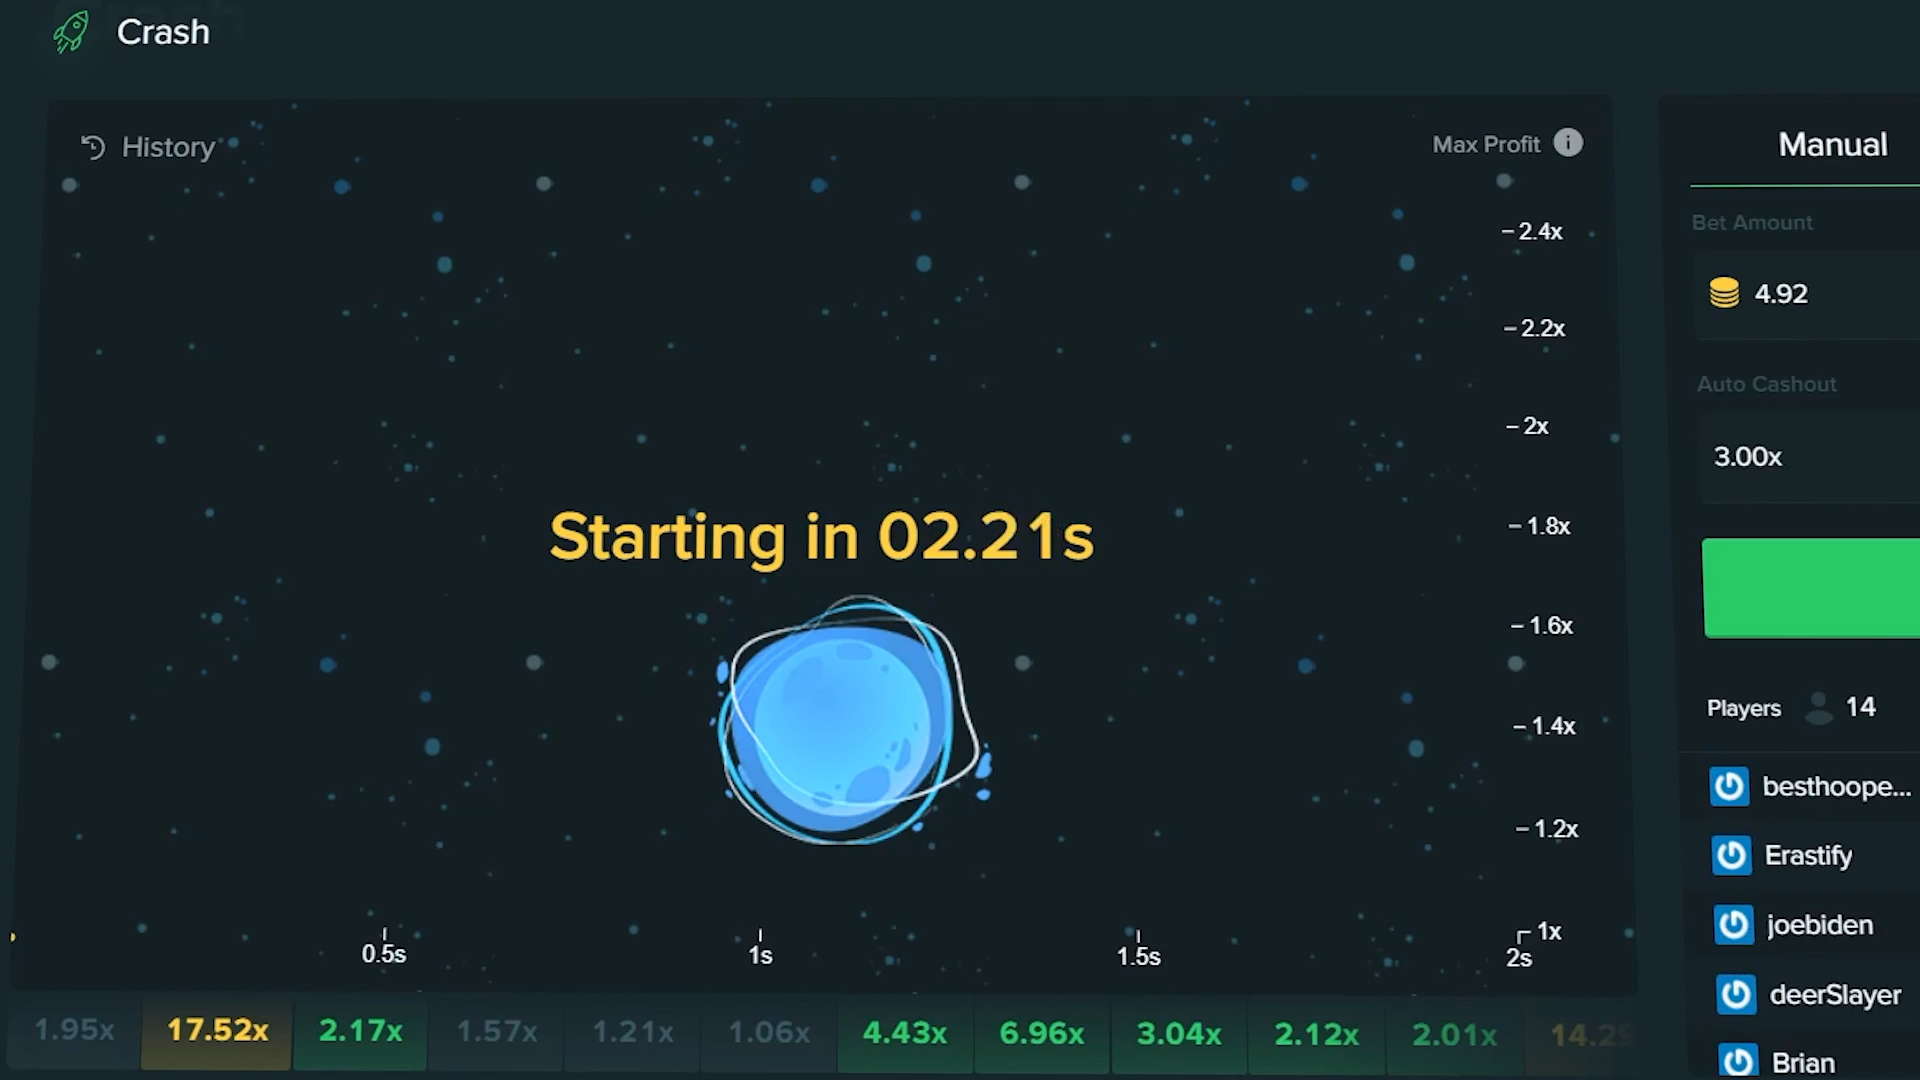 Crash
History
Max Profit
2.4x
2.2x
2x
1.8x
1.6x
1.4x
1.2x
1x
Starting in 02.21s
0.5s
1s
1.5s
2s
1.95x 17.52x 2.17x 1.57x 1.21x 1.06x 4.43x 6.96x 3.04x 2.12x 2.01x 14.29
Manual
Bet Amount
4.92
Auto Cashout
3.00x
Players 14
besthoope...
Erastify
joebiden
deerSlayer
Brian